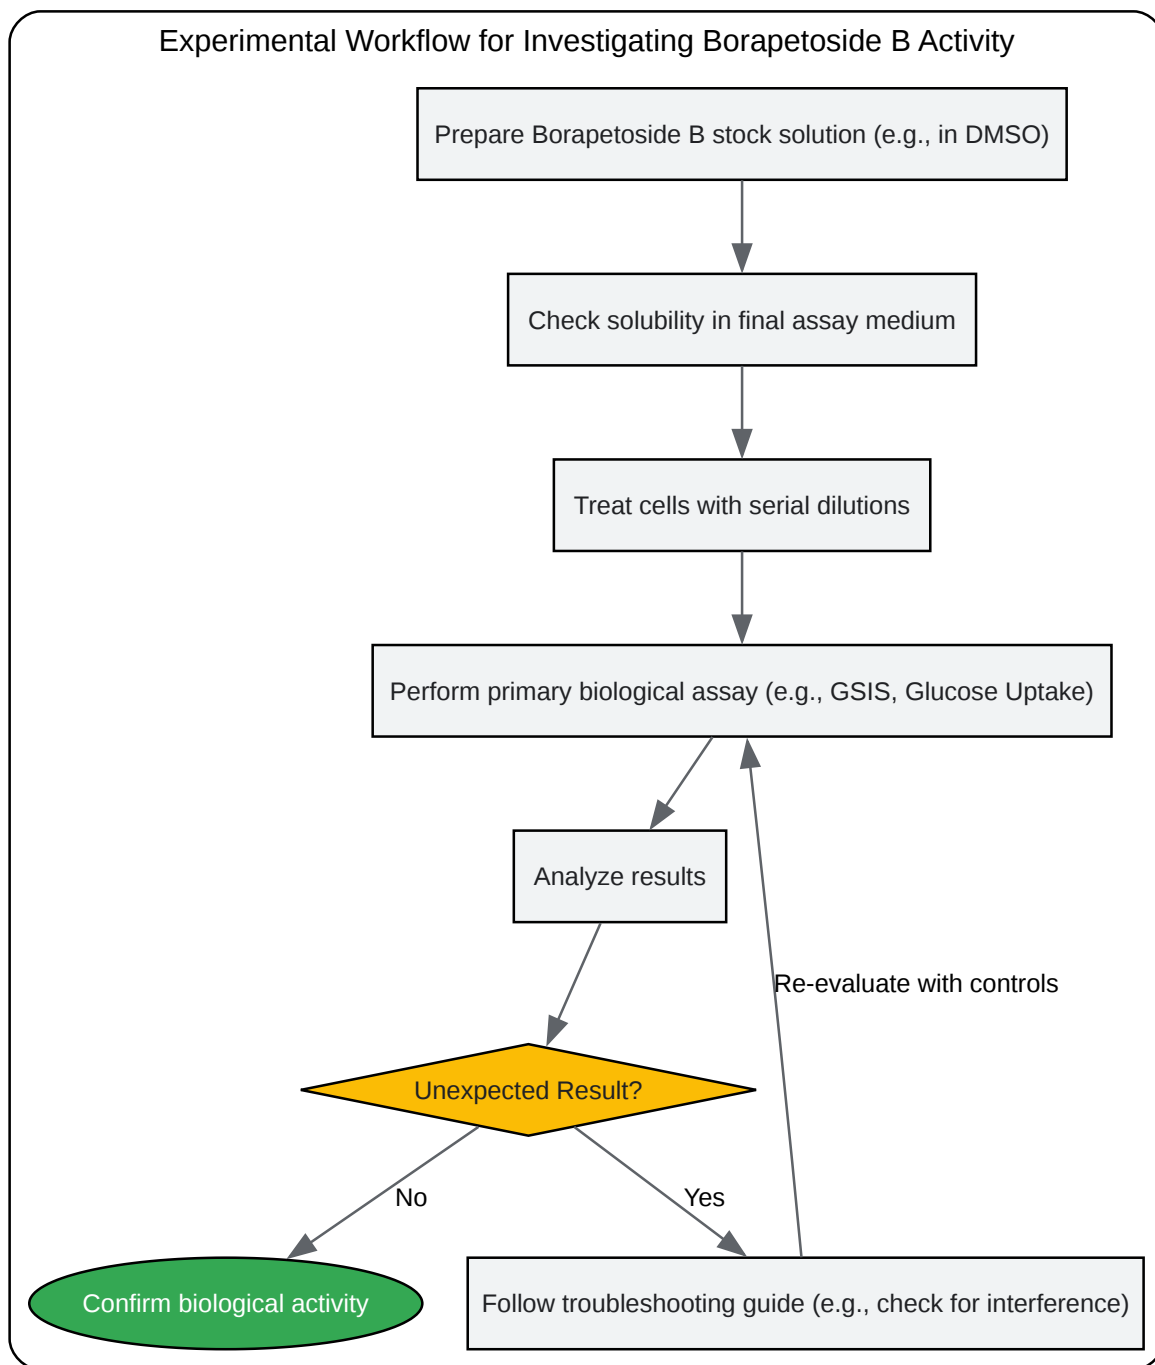 Experimental Workflow for Investigating Borapetoside B Activity
Prepare Borapetoside B stock solution (e.g., in DMSO)
Check solubility in final assay medium
Treat cells with serial dilutions
Perform primary biological assay (e.g., GSIS, Glucose Uptake)
Analyze results
Re-evaluate with controls
Unexpected Result?
No
Yes
Confirm biological activity
Follow troubleshooting guide (e.g., check for interference)